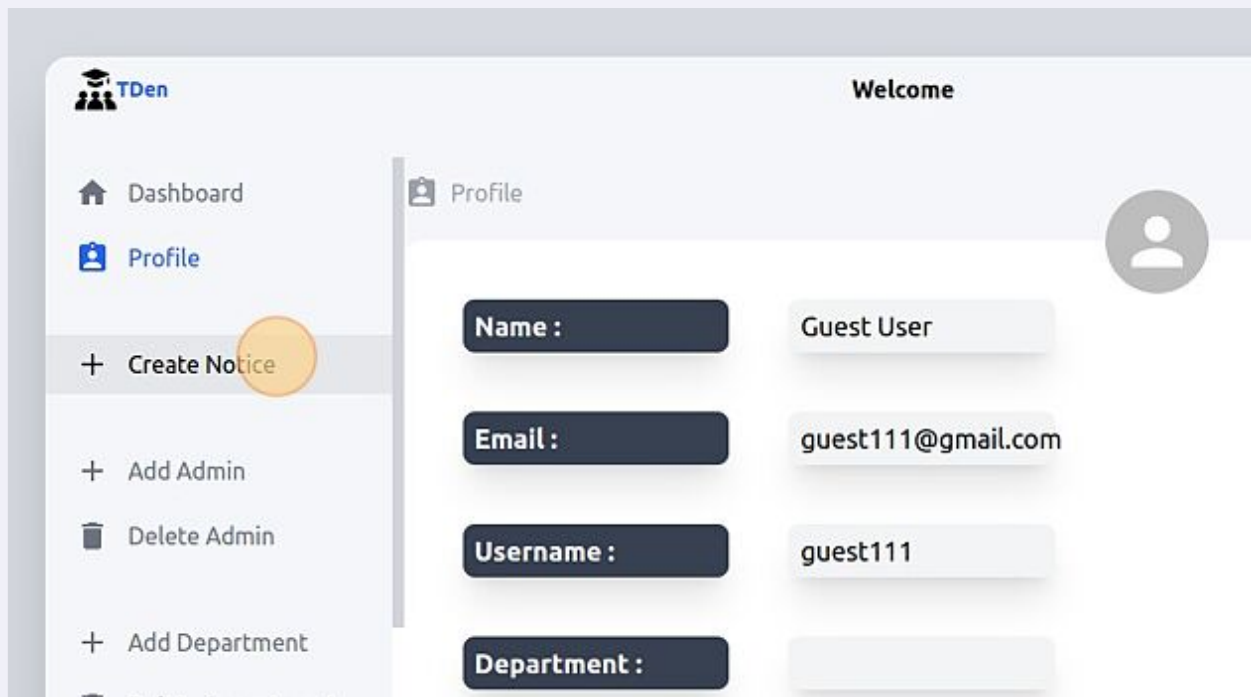 TDen
Welcome
Dashboard
Profile
Create Notice
Add Admin
Delete Admin
Add Department
Profile
Name :
Guest User
Email :
guest111@gmail.com
Username :
guest111
Department :